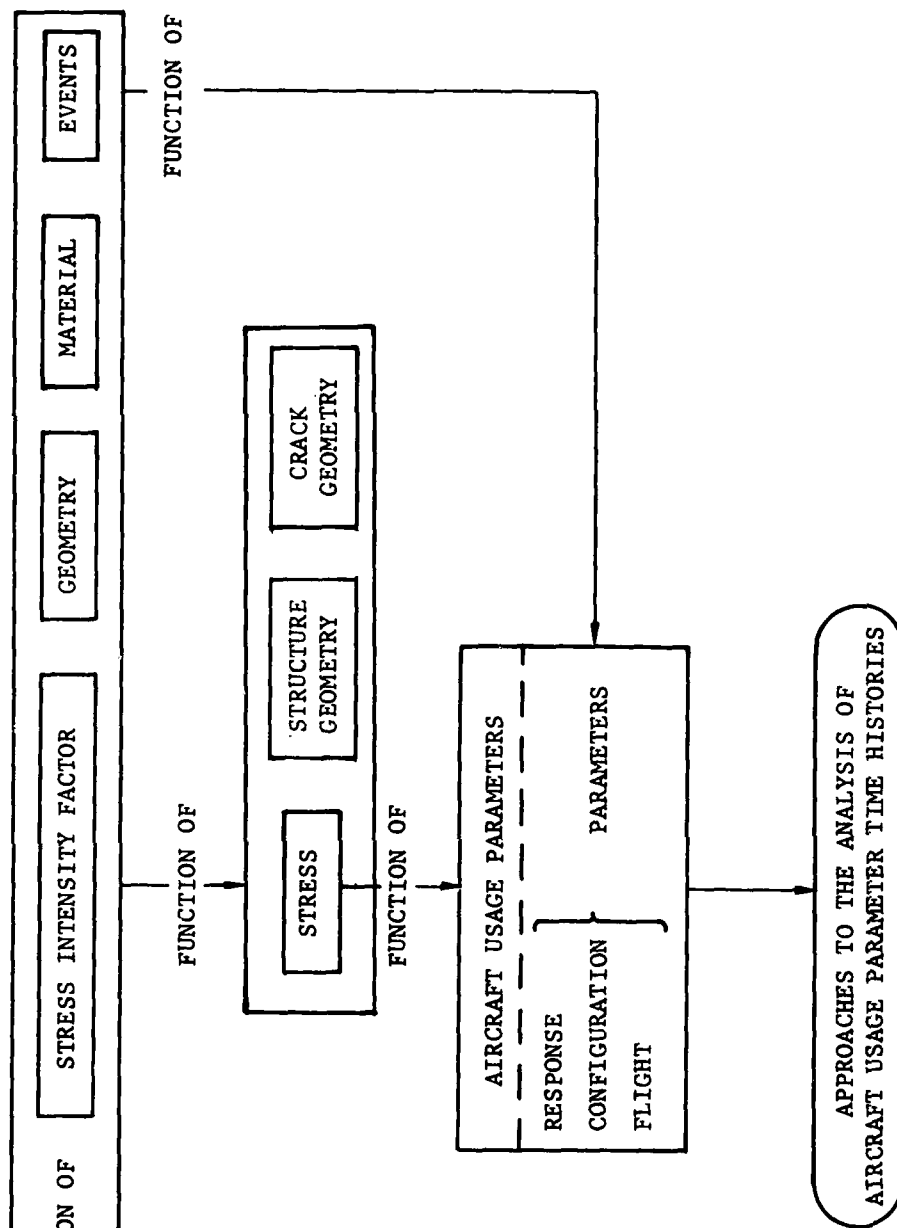 ON OF
STRESS INTENSITY FACTOR
GEOMETRY
MATERIAL
EVENTS
FUNCTION OF
FUNCTION OF
STRESS
STRUCTURE
GEOMETRY
CRACK
GEOMETRY
FUNCTION OF
AIRCRAFT USAGE PARAMETERS
RESPONSE
CONFIGURATION
FLIGHT
PARAMETERS
APPROACHES TO THE ANALYSIS OF
AIRCRAFT USAGE PARAMETER TIME HISTORIES